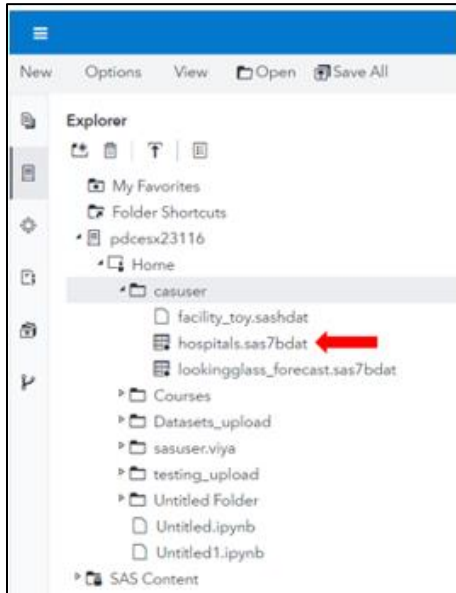 New Options View Open Save All
Explorer
My Favorites
Folder Shortcuts
pdcesx23116
Home
casuser
facility_toy.sashdat
hospitals.sas7bdat
lookingglass_forecast.sas7bdat
Courses
Datasets_upload
sasuser.viya
testing_upload
Untitled Folder
Untitled.ipynb
Untitled1.ipynb
SAS Content